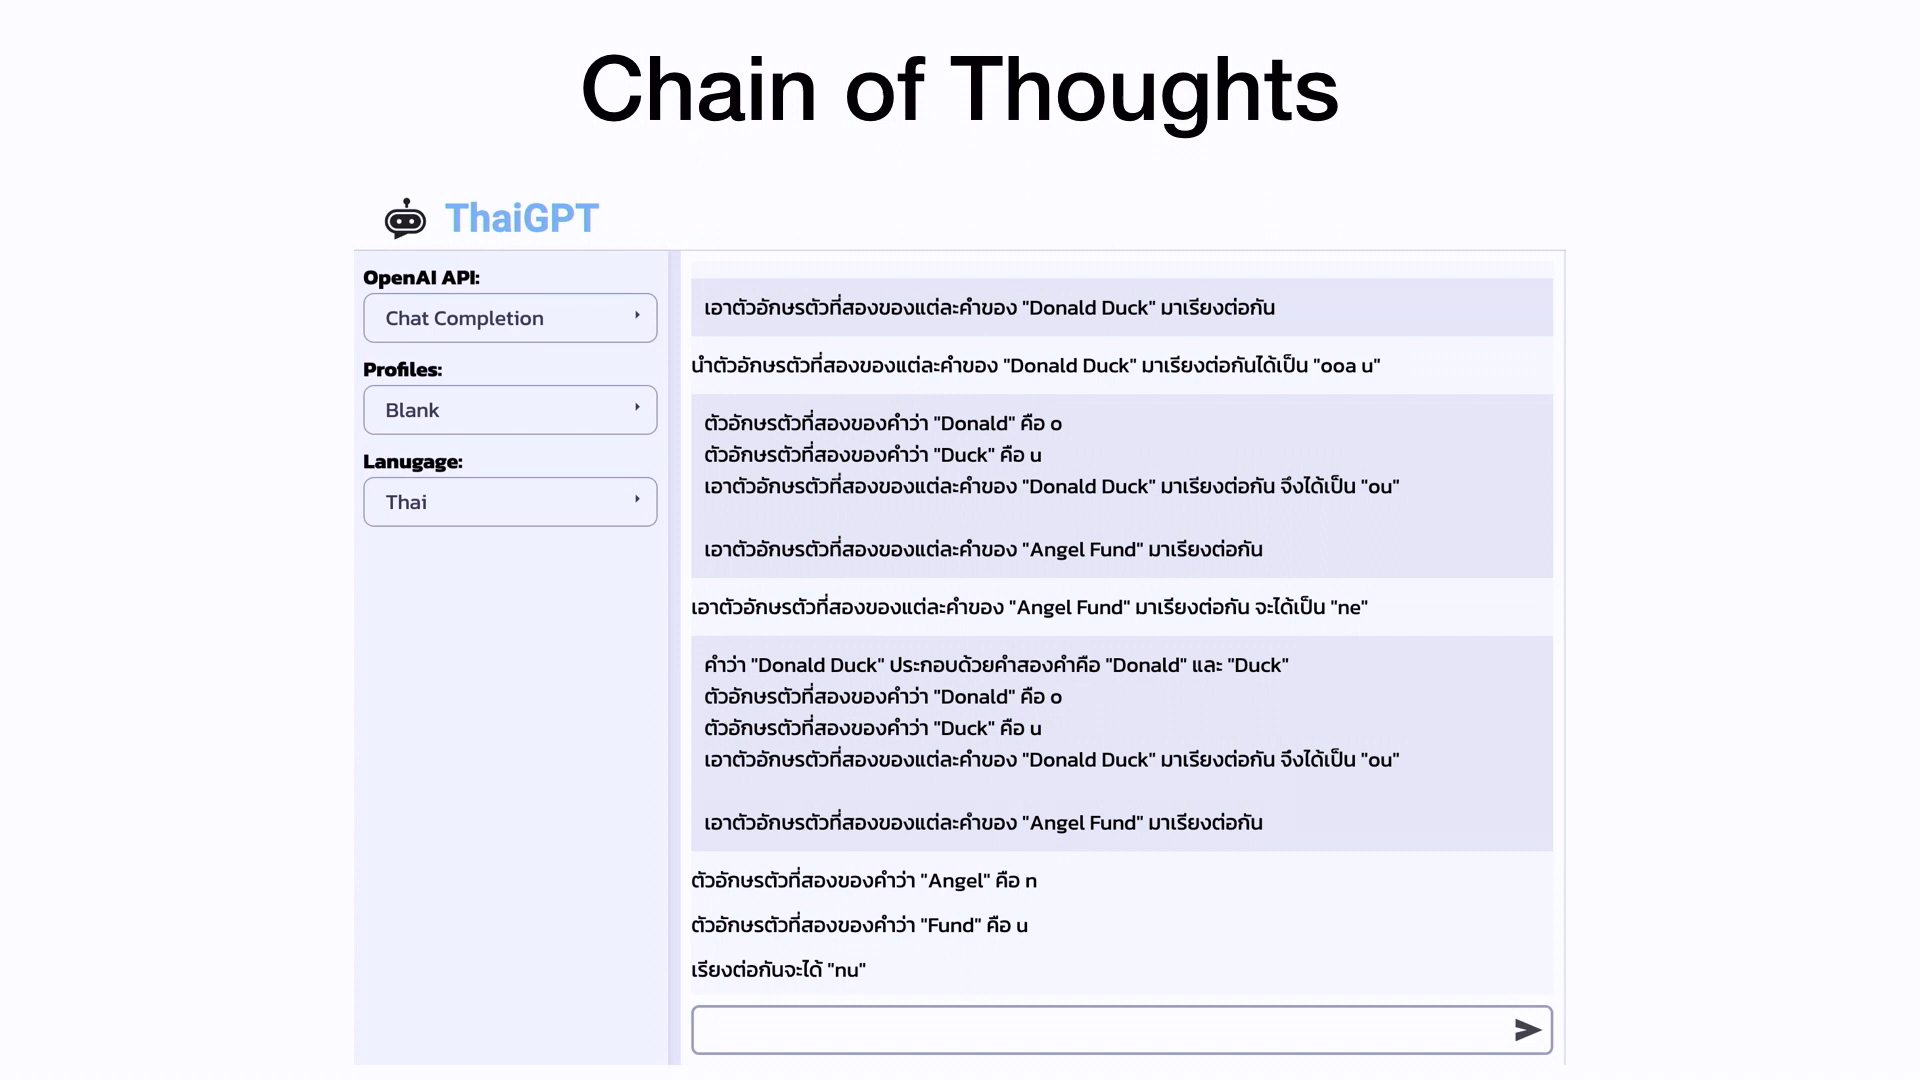 Chain of Thoughts
ThaiGPT
OpenAI API:
Chat Completion
Profiles:
Blank
Lanugage:
Thai
เอาตัวอักษรตัวที่สองของแต่ละคำของ "Donald Duck" มาเรียงต่อกัน
นำตัวอักษรตัวที่สองของแต่ละคำของ "Donald Duck" มาเรียงต่อกันได้เป็น "ooa u"
ตัวอักษรตัวที่สองของคำว่า "Donald" คือ o
ตัวอักษรตัวที่สองของคำว่า "Duck" คือ u
เอาตัวอักษรตัวที่สองของแต่ละคำของ "Donald Duck" มาเรียงต่อกัน จึงได้เป็น "ou"
เอาตัวอักษรตัวที่สองของแต่ละคำของ "Angel Fund" มาเรียงต่อกัน
เอาตัวอักษรตัวที่สองของแต่ละคำของ "Angel Fund" มาเรียงต่อกัน จะได้เป็น "ne"
คำว่า "Donald Duck" ประกอบด้วยคำสองคำคือ "Donald" และ "Duck"
ตัวอักษรตัวที่สองของคำว่า "Donald" คือ o
ตัวอักษรตัวที่สองของคำว่า "Duck" คือ u
เอาตัวอักษรตัวที่สองของแต่ละคำของ "Donald Duck" มาเรียงต่อกัน จึงได้เป็น "ou"
เอาตัวอักษรตัวที่สองของแต่ละคำของ "Angel Fund" มาเรียงต่อกัน
ตัวอักษรตัวที่สองของคำว่า "Angel" คือ n
ตัวอักษรตัวที่สองของคำว่า "Fund" คือ u
เรียงต่อกันจะได้ "nu"